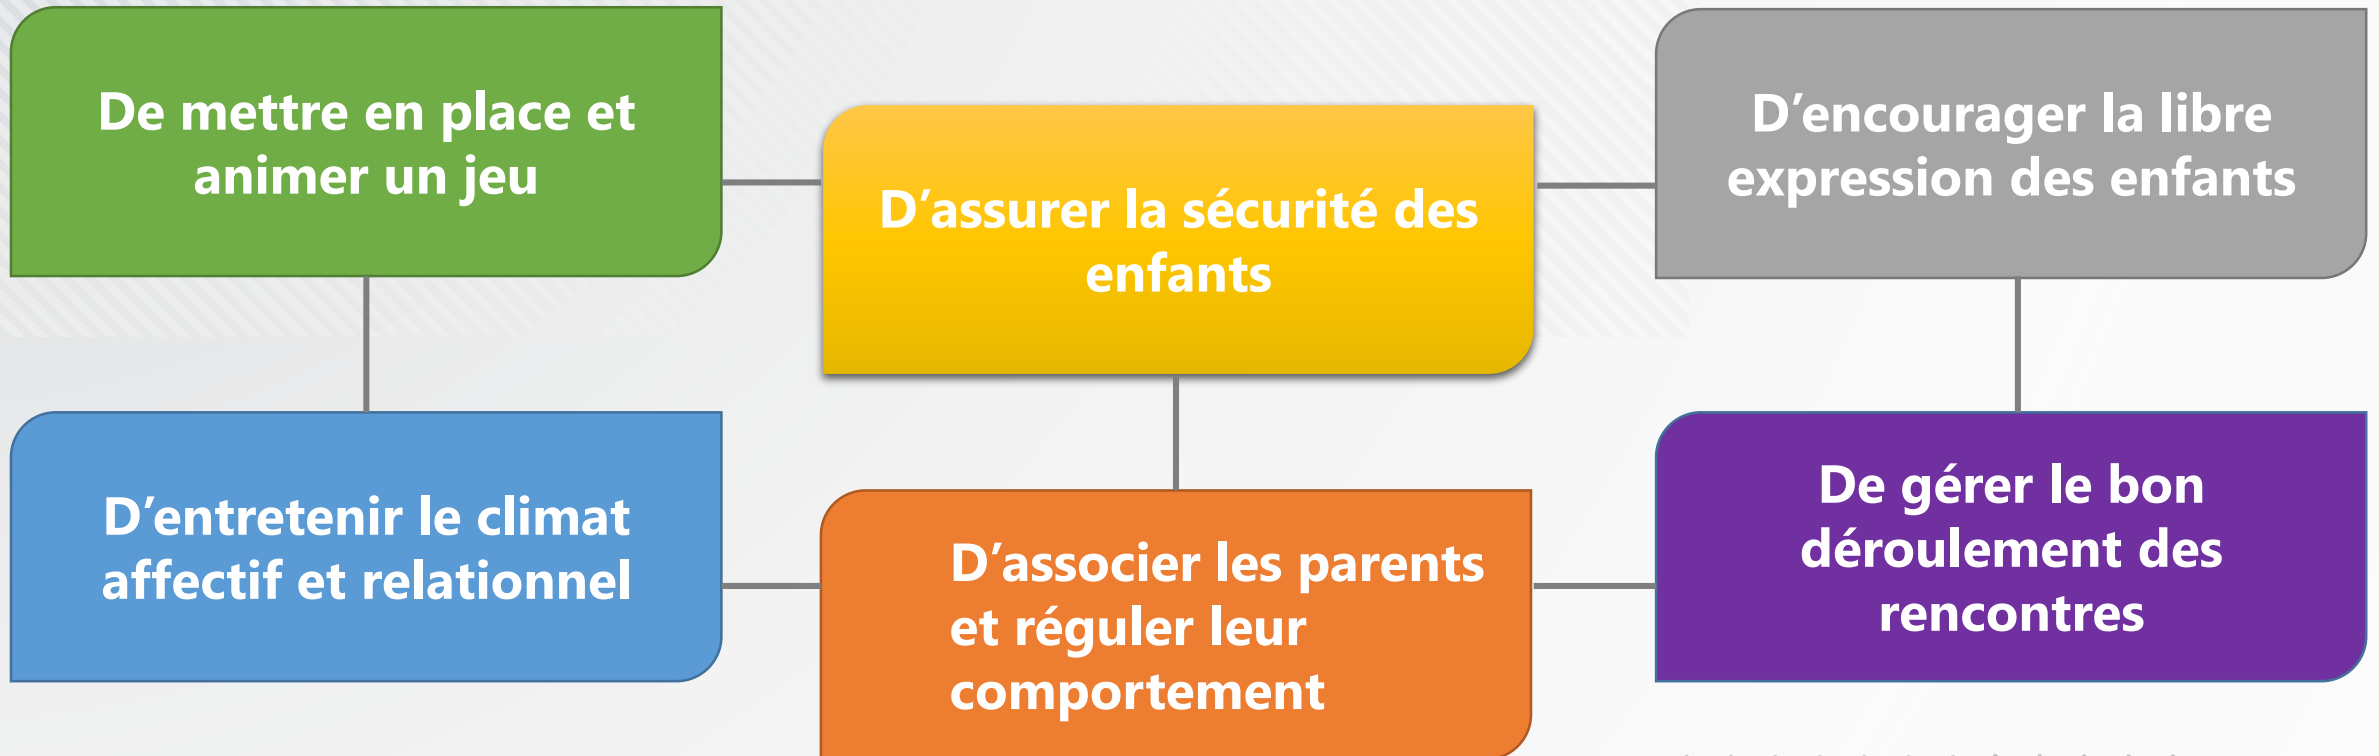 De mettre en place et
animer un jeu
D’assurer la sécurité des
enfants
D’encourager la libre
expression des enfants
D’entretenir le climat
affectif et relationnel
D’associer les parents
et réguler leur
comportement
De gérer le bon
déroulement des
rencontres